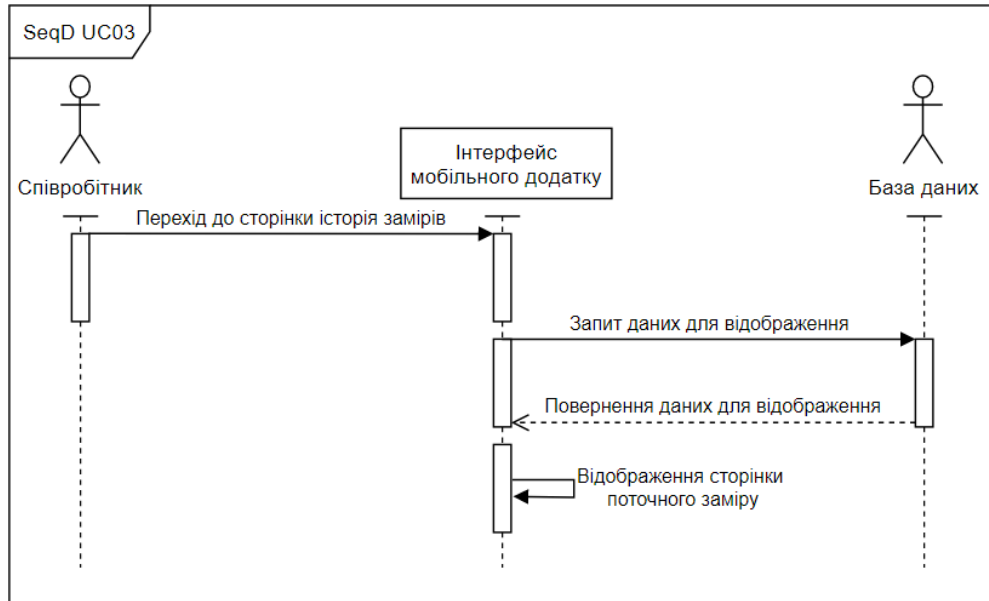 SeqD UC03
Співробітник
Інтерфейс
мобільного додатку
База даних
Перехід до сторінки історія замірів
Запит даних для відображення
Повернення даних для відображення
Відображення сторінки
поточного заміру